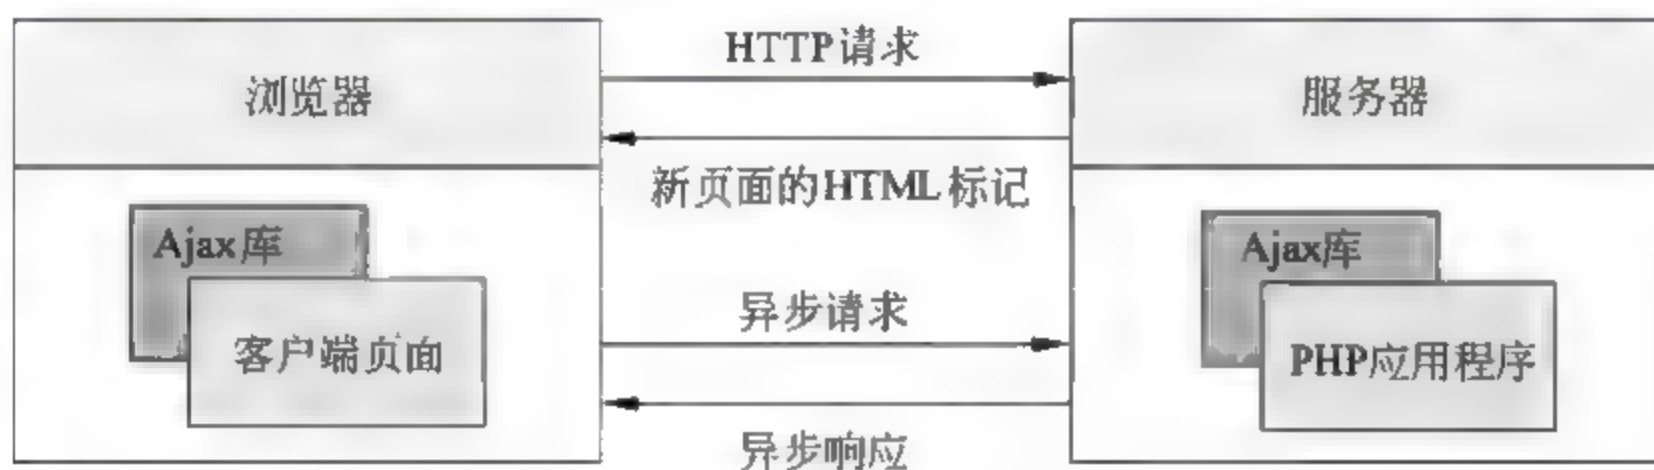 HTTP请求
浏览器
服务器
新页面的HTML标记
Ajax库
Ajax库
异步请求
客户端页面
PHP应用程序
异步响应